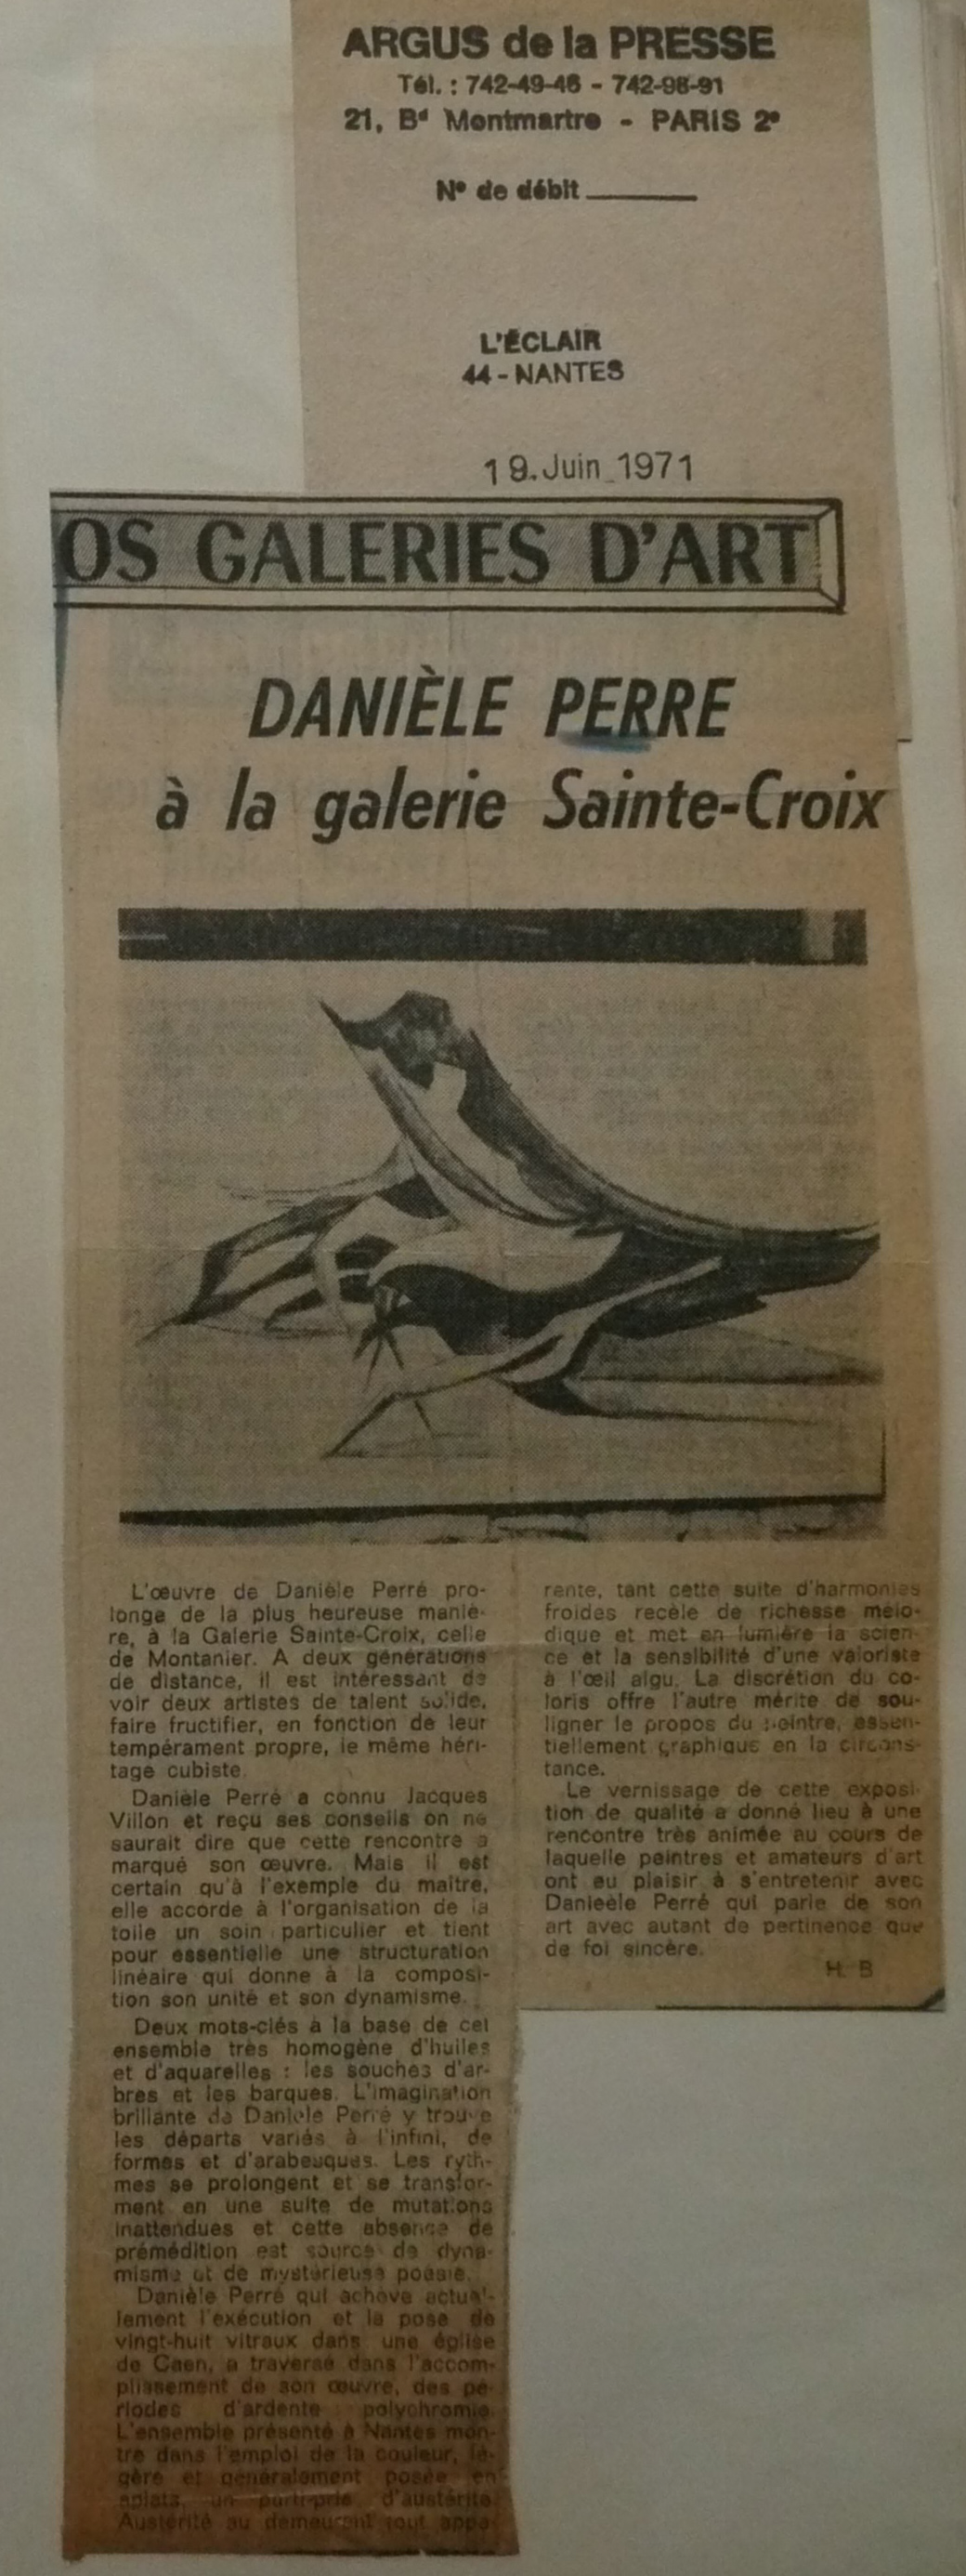 ARGUS de la PRESSE
Tél. : 742-49-46 - 742-98-91
21, Bd Montmartre - PARIS 2e
N° de débit
L'ÉCLAIR
44 - NANTES
19. Juin 1971
OS GALERIES D'ART
DANIÈLE PERRE
à la galerie Sainte-Croix
L'œuvre de Danièle Perré pro-
longe de la plus heureuse maniè-
re, à la Galerie Sainte-Croix, celle
de Montanier. A deux générations
de distance, il est intéressant de
voir deux artistes de talent solide,
faire fructifier, en fonction de leur
tempérament propre, le même héri-
tage cubiste.
Danièle Perré a connu Jacques
Villon et reçu ses conseils on ne
saurait dire que cette rencontre a
marqué son œuvre. Mais il est
certain qu'à l'exemple du maître,
elle accorde à l'organisation de la
toile un soin particulier et tient
pour essentielle une structuration
linéaire qui donne à la composi-
tion son unité et son dynamisme.
Deux mots-clés à la base de cet
ensemble très homogène d'huiles
et d'aquarelles : les souches d'ar-
bres et les barques. L'imagination
brillante de Danièle Perré y trouve
les départs variés à l'infini, de
formes et d'arabesques. Les ryth-
mes se prolongent et se transfor-
ment en une suite de mutations
inattendues et cette absence de
prémédition est source de dyna-
misme et de mystérieuse poésie.
Danièle Perré qui achève actuel-
lement l'exécution et la pose de
vingt-huit vitraux dans une église
de Caen, a traversé dans l'accom-
plissement de son œuvre, des pé-
riodes d'ardente polychromie.
L'ensemble présenté à Nantes mon-
tre dans l'emploi de la couleur, lé-
gère et généralement posée en
aplats, un parti-pris d'austérité.
Austérité au demeurant tout appa-
rente, tant cette suite d'harmonies
froides recèle de richesse mélo-
dique et met en lumière la scien-
ce et la sensibilité d'une valoriste
à l'œil aigu. La discrétion du co-
loris offre l'autre mérite de sou-
ligner le propos du peintre, essen-
tiellement graphique en la circons-
tance.
Le vernissage de cette exposi-
tion de qualité a donné lieu à une
rencontre très animée au cours de
laquelle peintres et amateurs d'art
ont eu plaisir à s'entretenir avec
Danieèle Perré qui parle de son
art avec autant de pertinence que
de foi sincère.
H. B